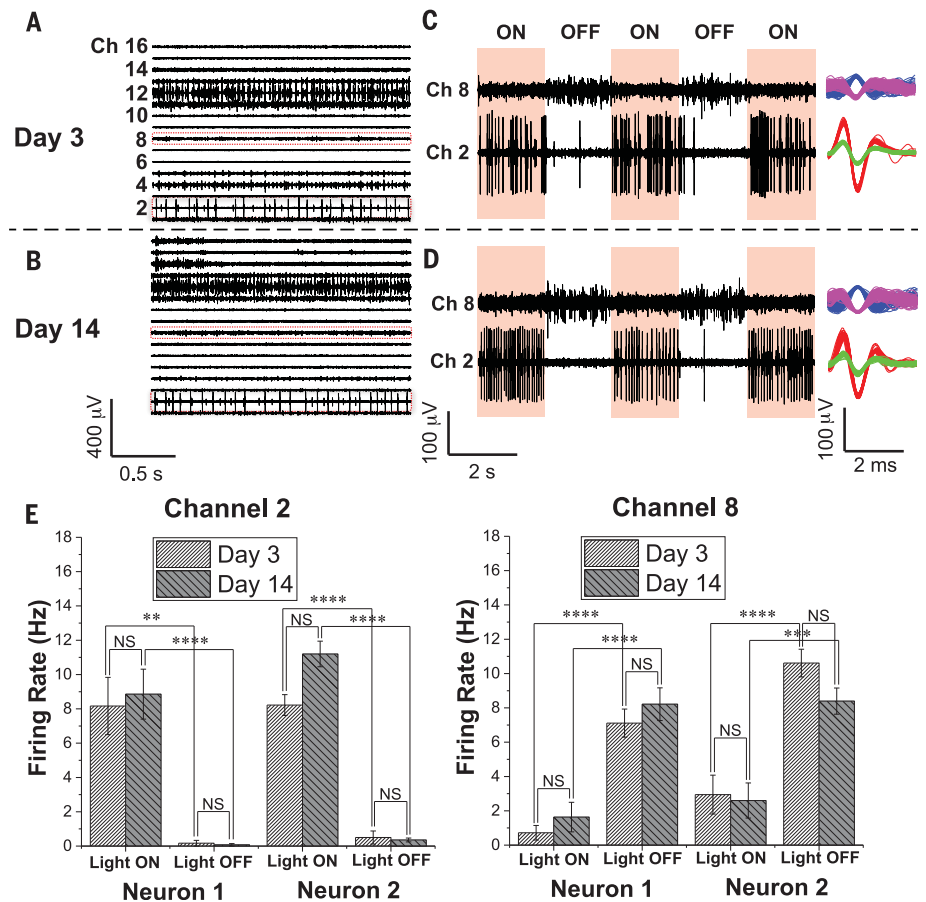 A
Ch 16
14
12
10
8
6
4
2
Day 3
B
Day 14
400 µV
0.5 s
C
ON OFF ON OFF ON
Ch 8
Ch 2
D
Ch 8
Ch 2
100 µV
2 s
100 µV
2 ms
E
Channel 2
Firing Rate (Hz)
18
16
14
12
10
8
6
4
2
0
Day 3
Day 14
**
NS
****
NS
****
NS
****
NS
Light ON Light OFF Light ON Light OFF
Neuron 1 Neuron 2
Channel 8
Firing Rate (Hz)
18
16
14
12
10
8
6
4
2
0
Day 3
Day 14
****
****
NS
NS
****
NS
***
NS
Light ON Light OFF Light ON Light OFF
Neuron 1 Neuron 2